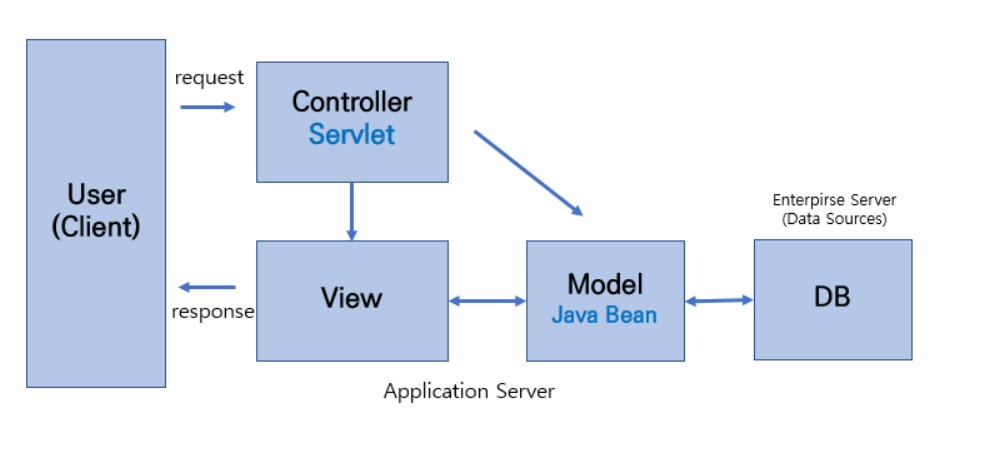 request
Controller
Servlet
User
(Client)
Enterpirse Server
(Data Sources)
View
Model
Java Bean
DB
response
Application Server